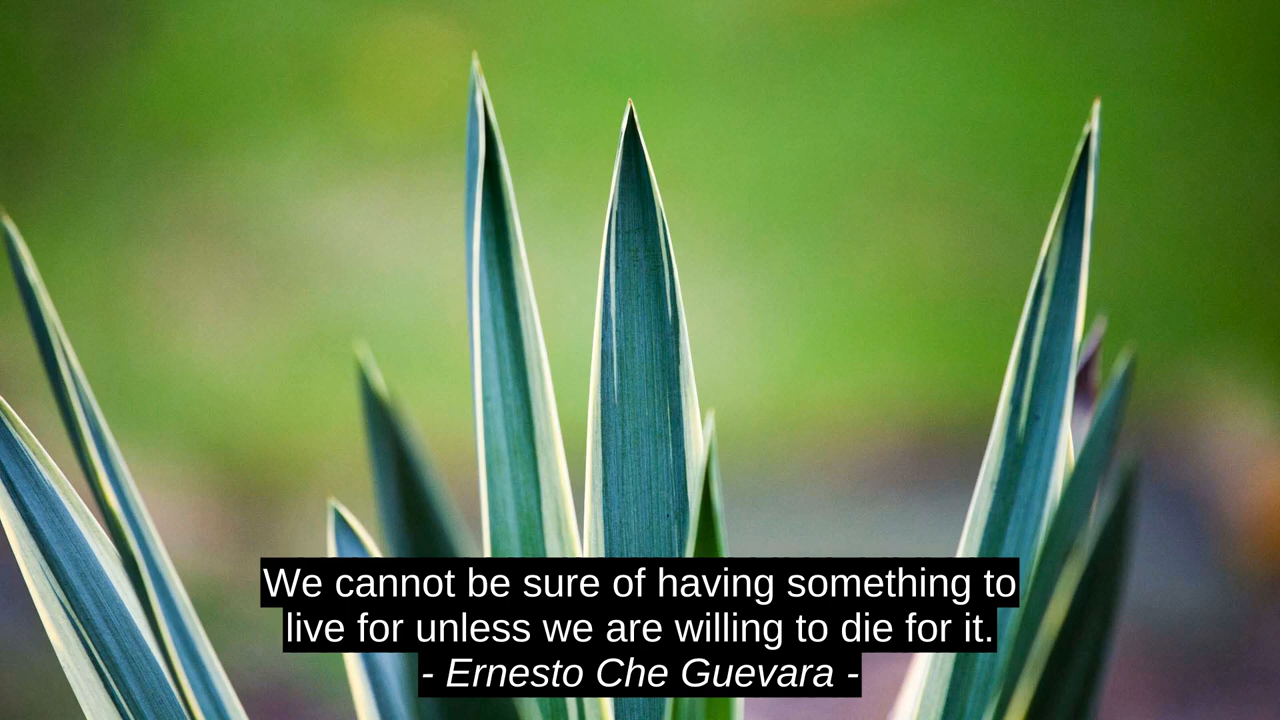 We cannot be sure of having something to
live for unless we are willing to die for it.
- Ernesto Che Guevara -